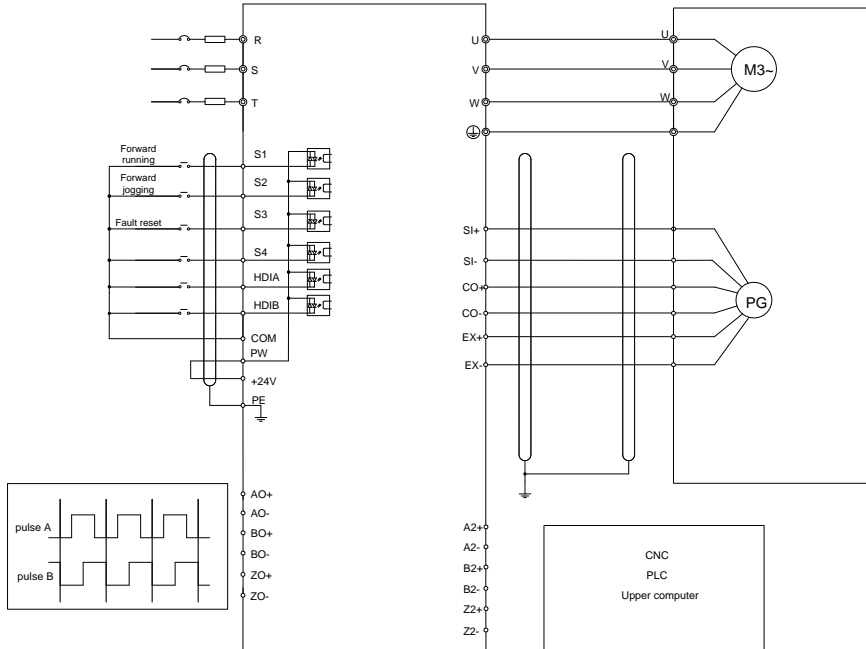 R
S
T
U
V
W
U
V
W
M3~
Forward
running
Forward
jogging
Fault reset
S1
S2
S3
S4
HDIA
HDIB
COM
PW
+24V
PE
SI+
SI-
CO+
CO-
EX+
EX-
PG
pulse A
pulse B
AO+
AO-
BO+
BO-
ZO+
ZO-
A2+
A2-
B2+
B2-
Z2+
Z2-
CNC
PLC
Upper computer